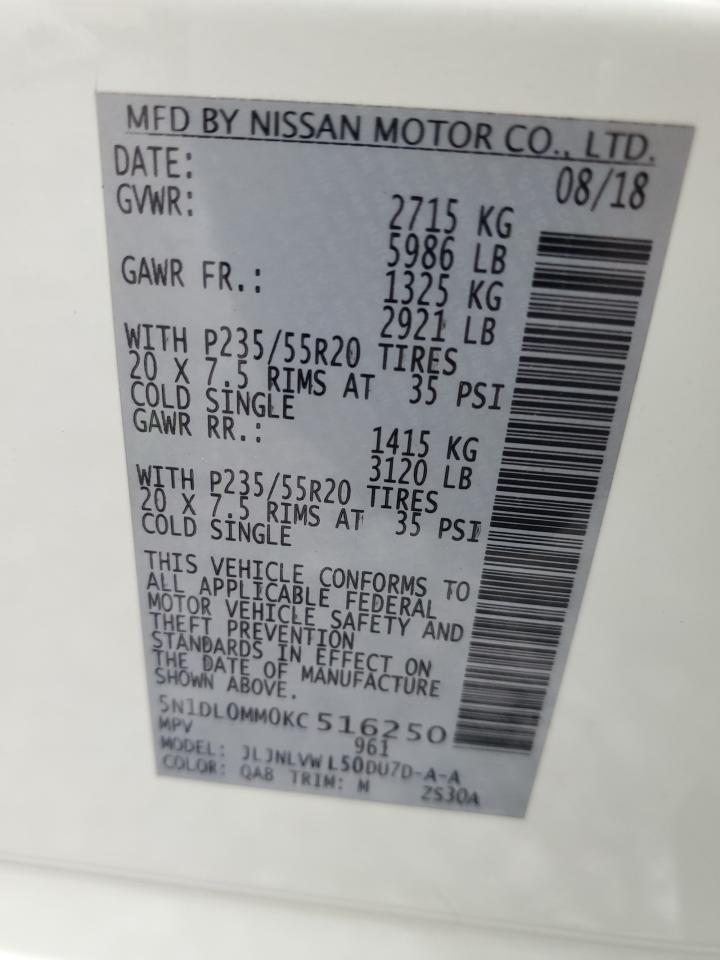 MFD BY NISSAN MOTOR CO., LTD.
DATE: 08/18
GVWR: 2715 KG
5986 LB
GAWR FR.: 1325 KG
2921 LB
WITH P235/55R20 TIRES
20 X 7.5 RIMS AT 35 PSI
COLD SINGLE
GAWR RR.: 1415 KG
3120 LB
WITH P235/55R20 TIRES
20 X 7.5 RIMS AT 35 PSI
COLD SINGLE
THIS VEHICLE CONFORMS TO
ALL APPLICABLE FEDERAL
MOTOR VEHICLE SAFETY AND
THEFT PREVENTION
STANDARDS IN EFFECT ON
THE DATE OF MANUFACTURE
SHOWN ABOVE.
5N1DL0MM0KC 516250
MPV 961
MODEL: JLJNLVW L50DU7D-A-A
COLOR: QAB TRIM: M 2S30A